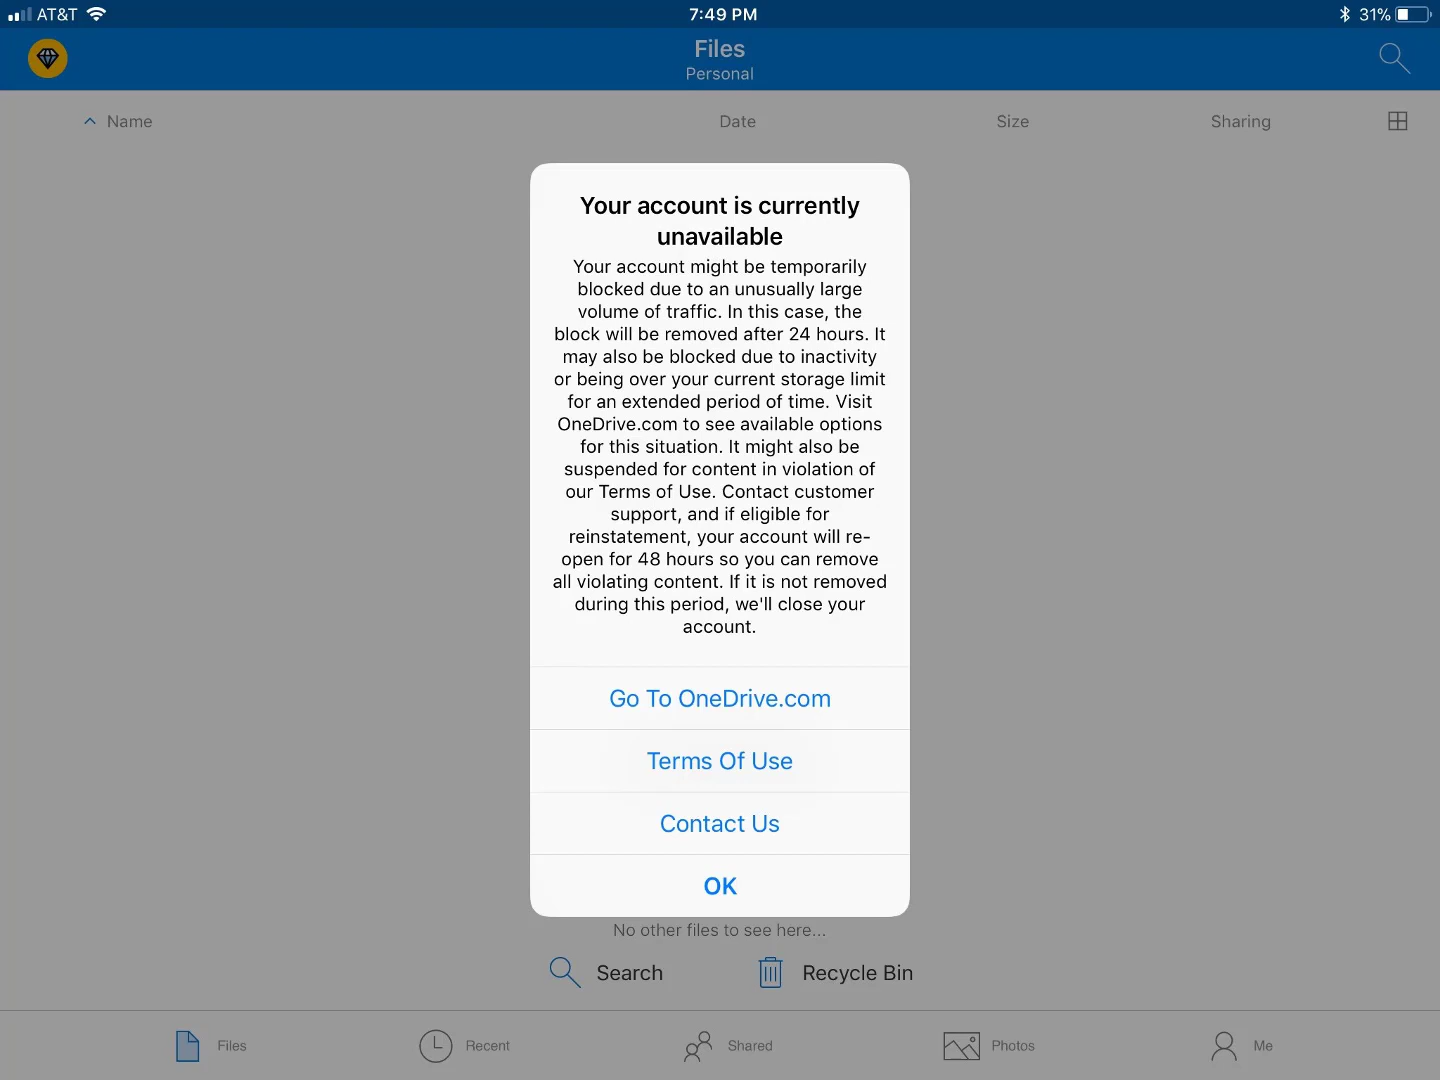 AT&T
7:49 PM
31%
Files
Personal
Name
Date
Size
Sharing
Your account is currently
unavailable
Your account might be temporarily
blocked due to an unusually large
volume of traffic. In this case, the
block will be removed after 24 hours. It
may also be blocked due to inactivity
or being over your current storage limit
for an extended period of time. Visit
OneDrive.com to see available options
for this situation. It might also be
suspended for content in violation of
our Terms of Use. Contact customer
support, and if eligible for
reinstatement, your account will re-
open for 48 hours so you can remove
all violating content. If it is not removed
during this period, we'll close your
account.
Go To OneDrive.com
Terms Of Use
Contact Us
OK
No other files to see here...
Search
Recycle Bin
Files
Recent
Shared
Photos
Me